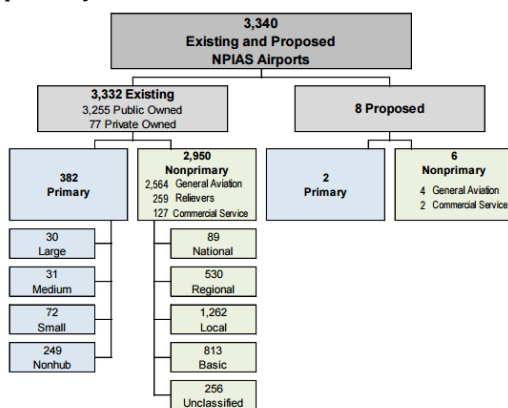 3,340
Existing and Proposed
NPIAS Airports
3,332 Existing
3,255 Public Owned
77 Private Owned
8 Proposed
382
Primary
2,950
Nonprimary
2,564 General Aviation
259 Relievers
127 Commercial Service
2
Primary
6
Nonprimary
4 General Aviation
2 Commercial Service
30
Large
31
Medium
72
Small
249
Nonhub
89
National
530
Regional
1,262
Local
813
Basic
256
Unclassified